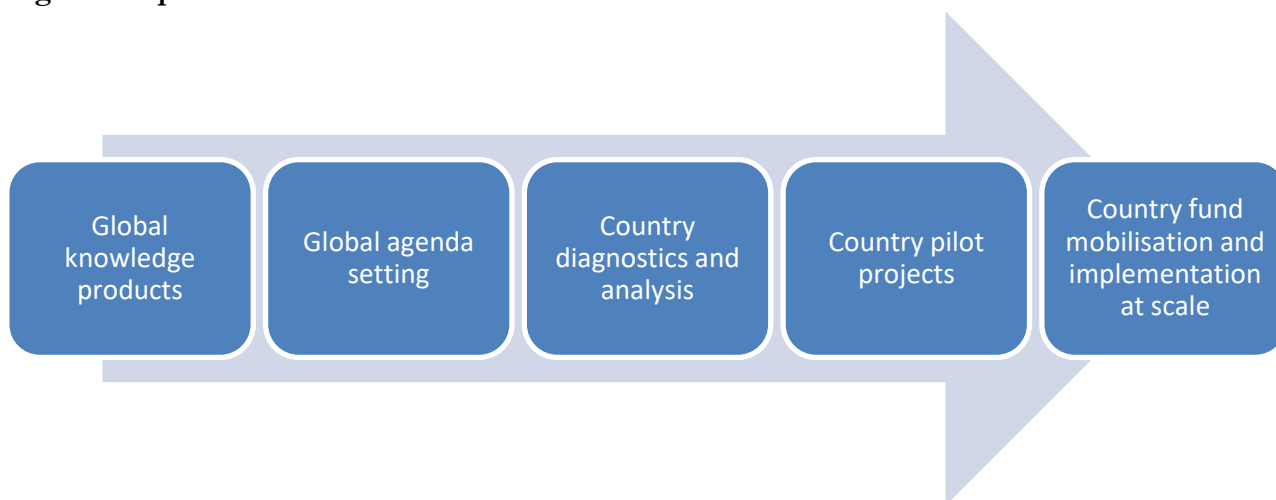 Global
knowledge
products
Global agenda
setting
Country
diagnostics and
analysis
Country pilot
projects
Country fund
mobilisation and
implementation
at scale